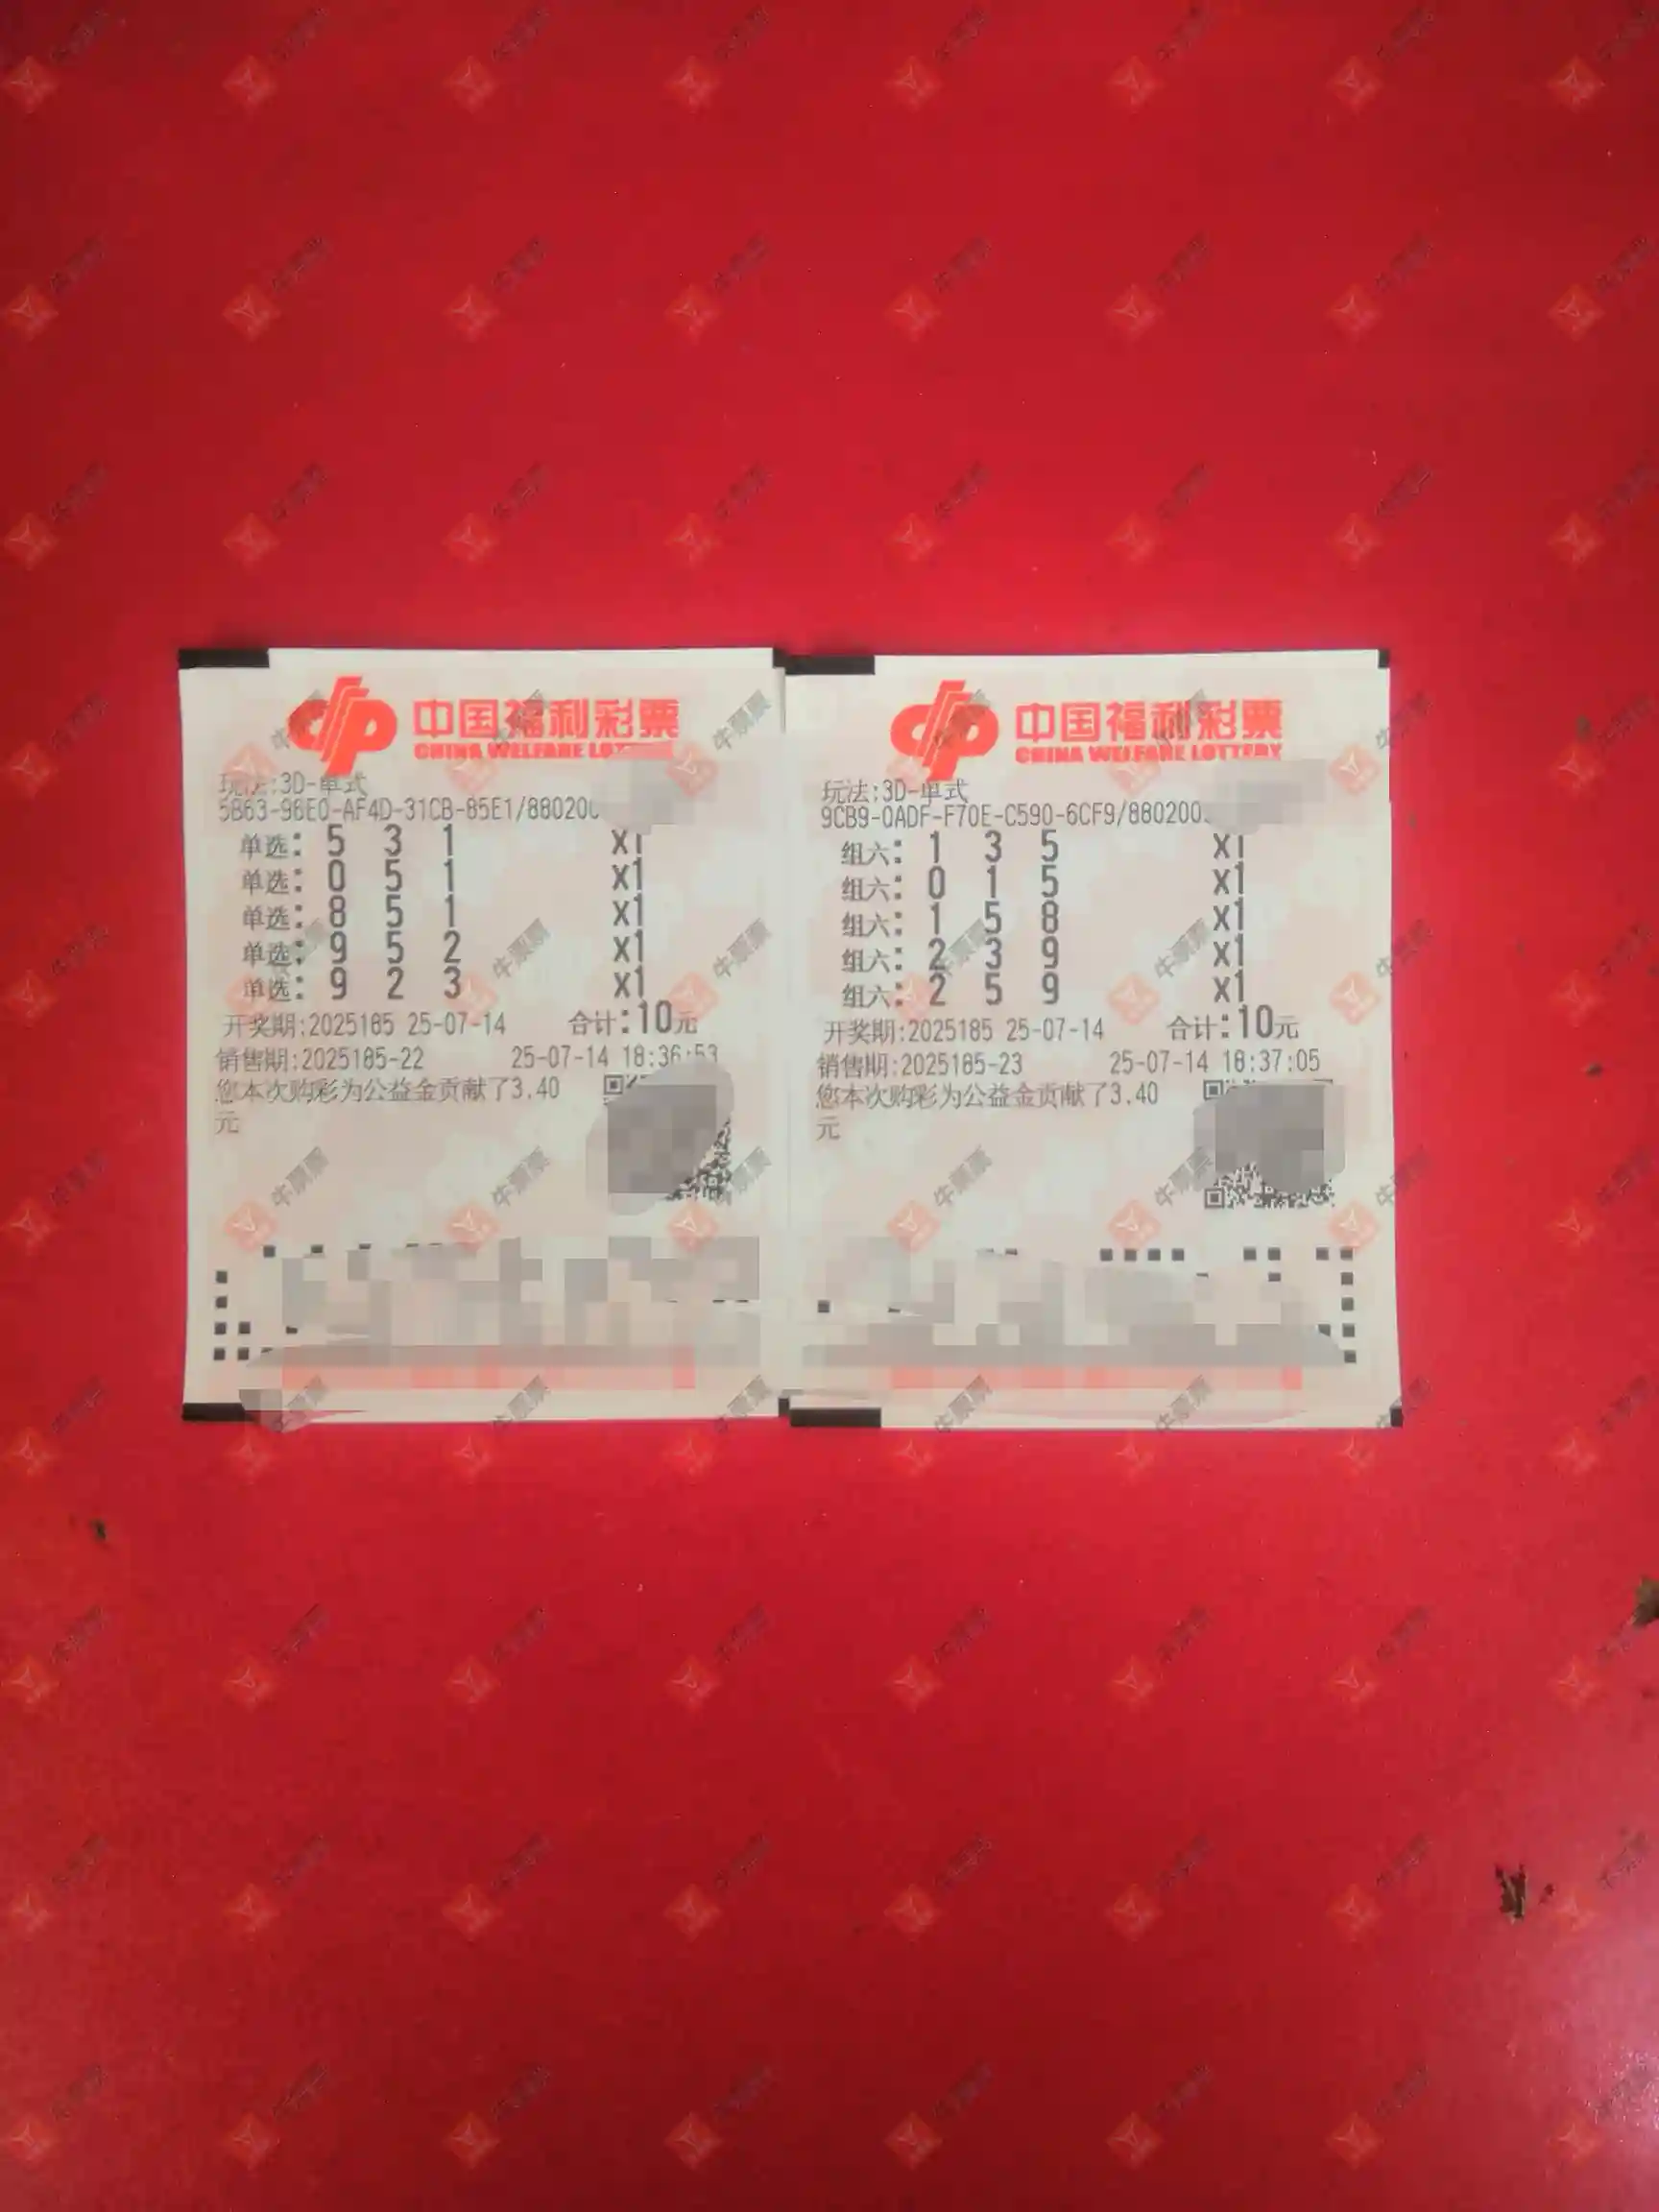 中国福利彩票
CHINA WELFARE LOTTERY
玩法:3D-单式
5B63-96E0-AF4D-31CB-85E1/88020
单选: 5 3 1 X1
单选: 0 5 1 X1
单选: 8 5 1 X1
单选: 9 5 2 X1
单选: 9 2 3 X1
开奖期:2025185 25-07-14 合计:10元
销售期:2025185-22 25-07-14 18:36:53
您本次购彩为公益金贡献了3.40
元
中国福利彩票
CHINA WELFARE LOTTERY
玩法:3D-单式
9CB9-0ADF-F70E-C590-6CF9/880200
组六: 1 3 5 X1
组六: 0 1 5 X1
组六: 1 5 8 X1
组六: 2 3 9 X1
组六: 2 5 9 X1
开奖期:2025185 25-07-14 合计:10元
销售期:2025185-23 25-07-14 18:37:05
您本次购彩为公益金贡献了3.40
元
牛票票